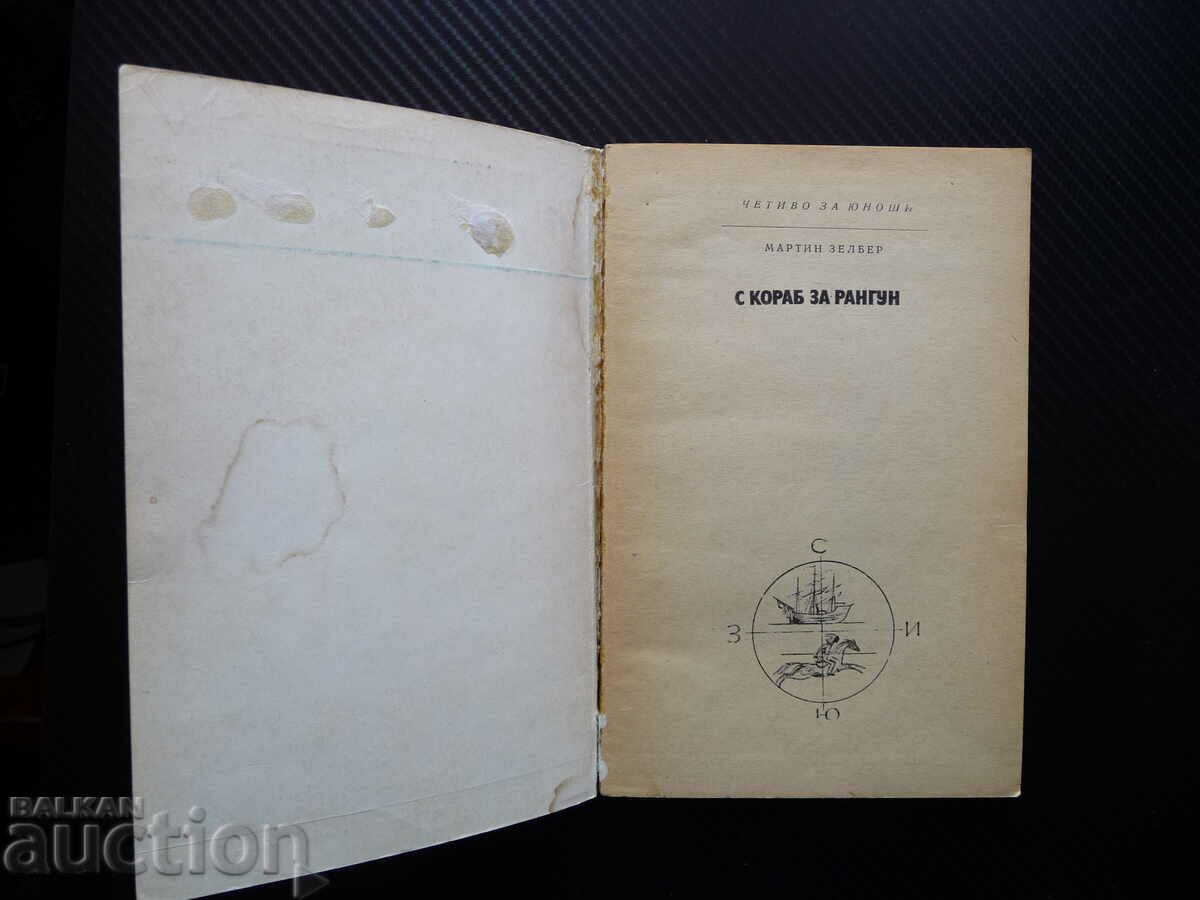 ЧЕТИВО ЗА ЮНОШИ
МАРТИН ЗЕЛБЕР
С КОРАБ ЗА РАНГУН
С
З И
Ю
BALKAN
auction